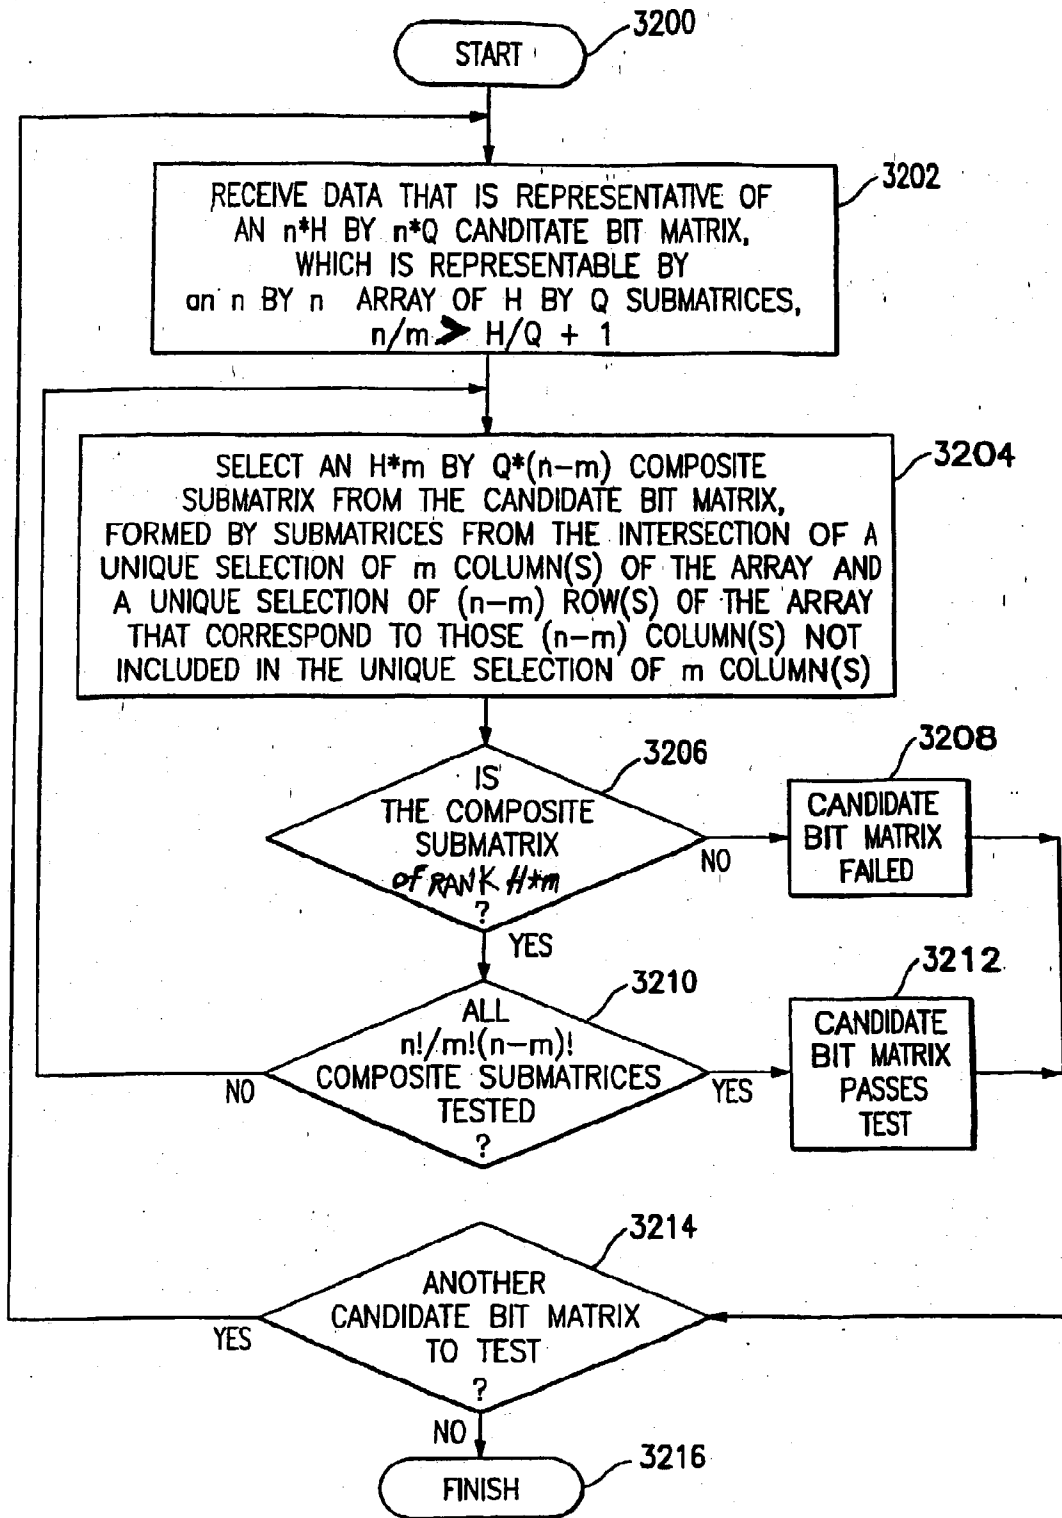 3200
START
3202
RECEIVE DATA THAT IS REPRESENTATIVE OF
AN n*H BY n*Q CANDITATE BIT MATRIX,
WHICH IS REPRESENTABLE BY
an n BY n ARRAY OF H BY Q SUBMATRICES,
n/m > H/Q + 1
3204
SELECT AN H*m BY Q*(n-m) COMPOSITE
SUBMATRIX FROM THE CANDIDATE BIT MATRIX,
FORMED BY SUBMATRICES FROM THE INTERSECTION OF A
UNIQUE SELECTION OF m COLUMN(S) OF THE ARRAY AND
A UNIQUE SELECTION OF (n-m) ROW(S) OF THE ARRAY
THAT CORRESPOND TO THOSE (n-m) COLUMN(S) NOT
INCLUDED IN THE UNIQUE SELECTION OF m COLUMN(S)
3206
IS
THE COMPOSITE
SUBMATRIX
of RANK H*m
?
NO
YES
3208
CANDIDATE
BIT MATRIX
FAILED
3210
ALL
n!/m!(n-m)!
COMPOSITE SUBMATRICES
TESTED
?
NO
YES
3212
CANDIDATE
BIT MATRIX
PASSES
TEST
3214
ANOTHER
CANDIDATE BIT MATRIX
TO TEST
?
YES
NO
3216
FINISH